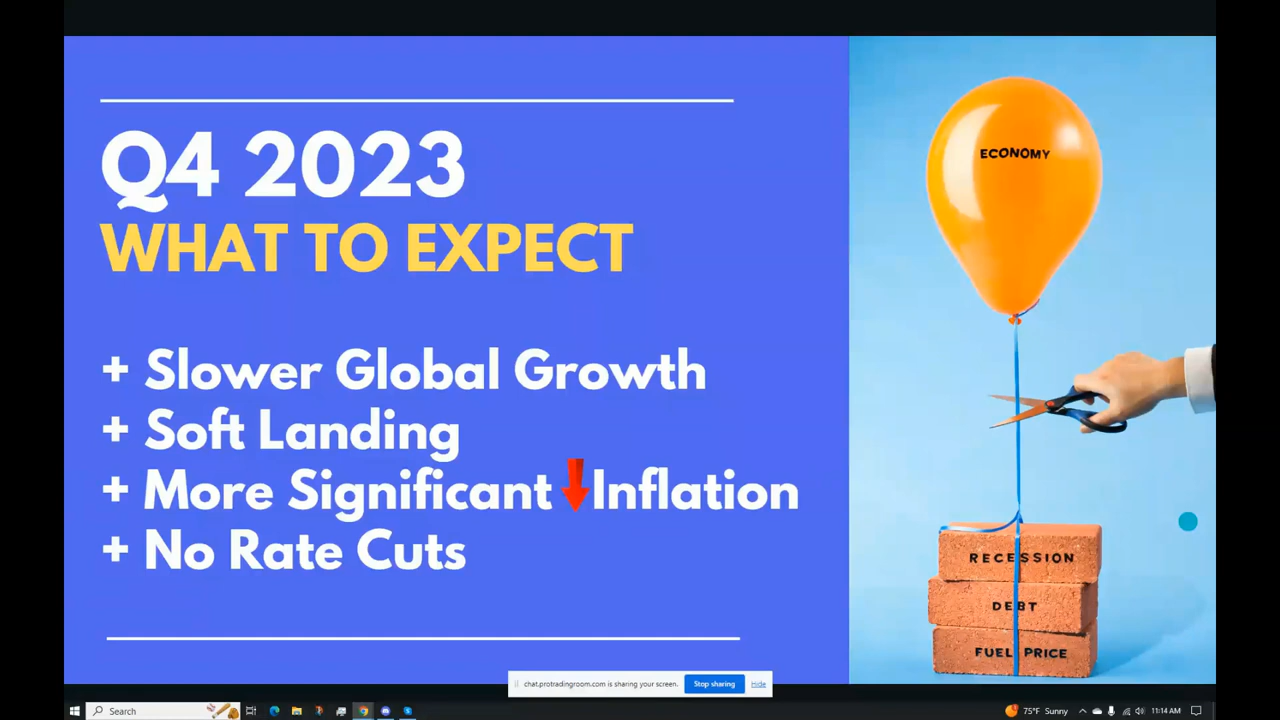 Q4 2023
WHAT TO EXPECT
+ Slower Global Growth
+ Soft Landing
+ More Significant Inflation
+ No Rate Cuts
ECONOMY
RECESSION
DEBT
FUEL PRICE
chat.protradingroom.com is sharing your screen. Stop sharing Hide
Search 75°F Sunny 11:14 AM